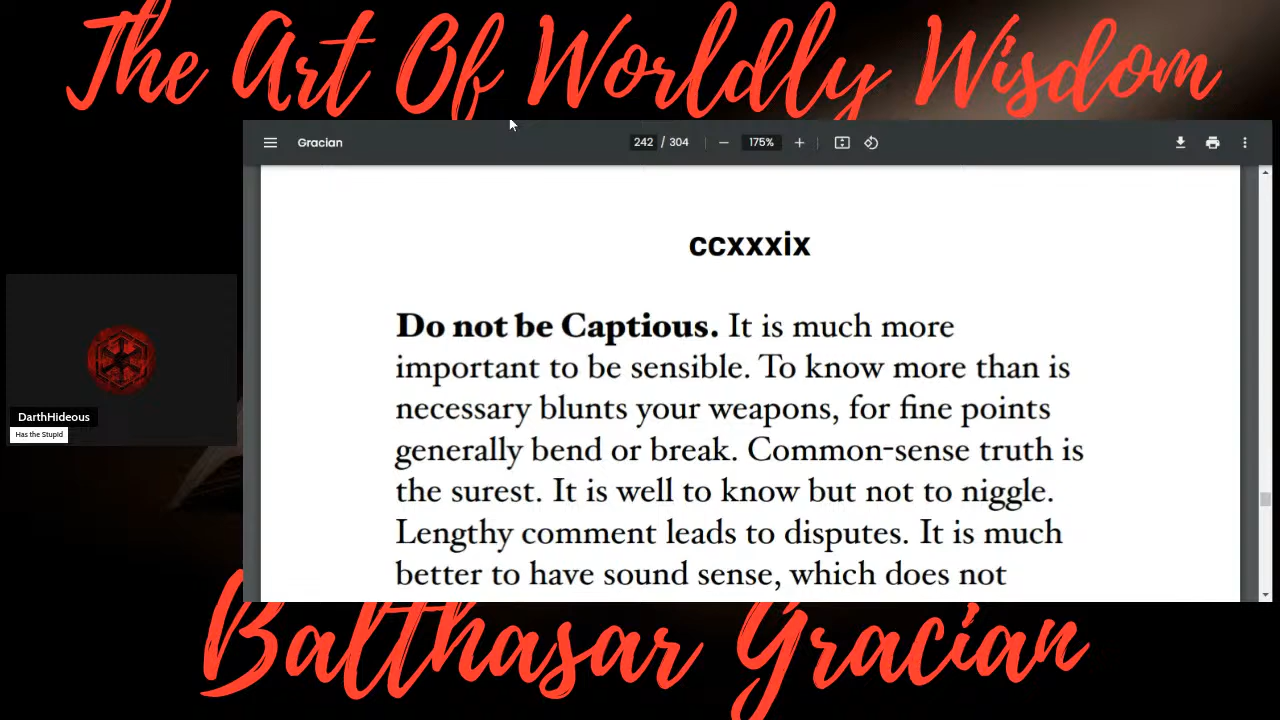 The Art Of Worldly Wisdom
Gracian
242 / 304
175%
ccxxxix
Do not be Captious. It is much more
important to be sensible. To know more than is
necessary blunts your weapons, for fine points
generally bend or break. Common-sense truth is
the surest. It is well to know but not to niggle.
Lengthy comment leads to disputes. It is much
better to have sound sense, which does not
DarthHideous
Has the Stupid
Balthasar Gracian